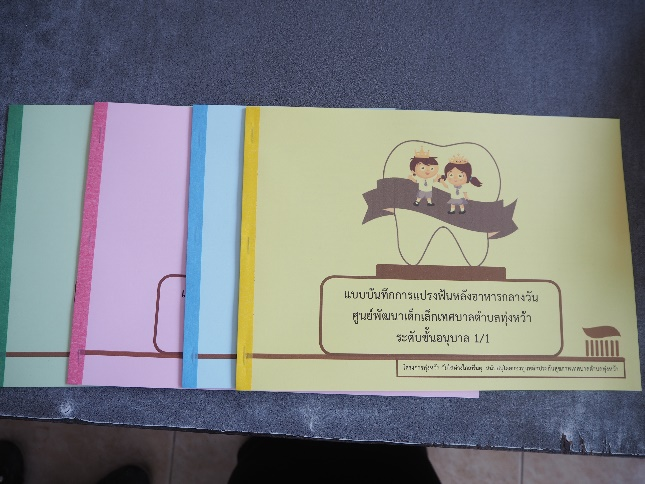 แบบบันทึกการแปรงฟันหลังอาหารกลางวัน
ศูนย์พัฒนาเด็กเล็กเทศบาลตำบลทุ่งหว้า
ระดับชั้นอนุบาล 1/1